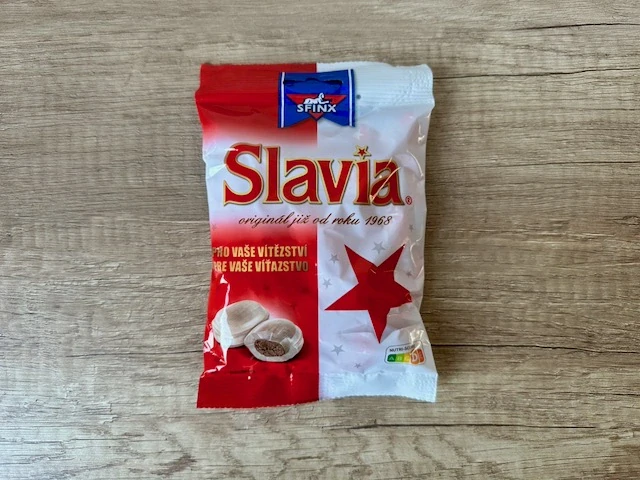 SFINX
Slavia®
originál již od roku 1968
PRO VAŠE VÍTĚZSTVÍ
PRE VAŠE VÍŤAZSTVO